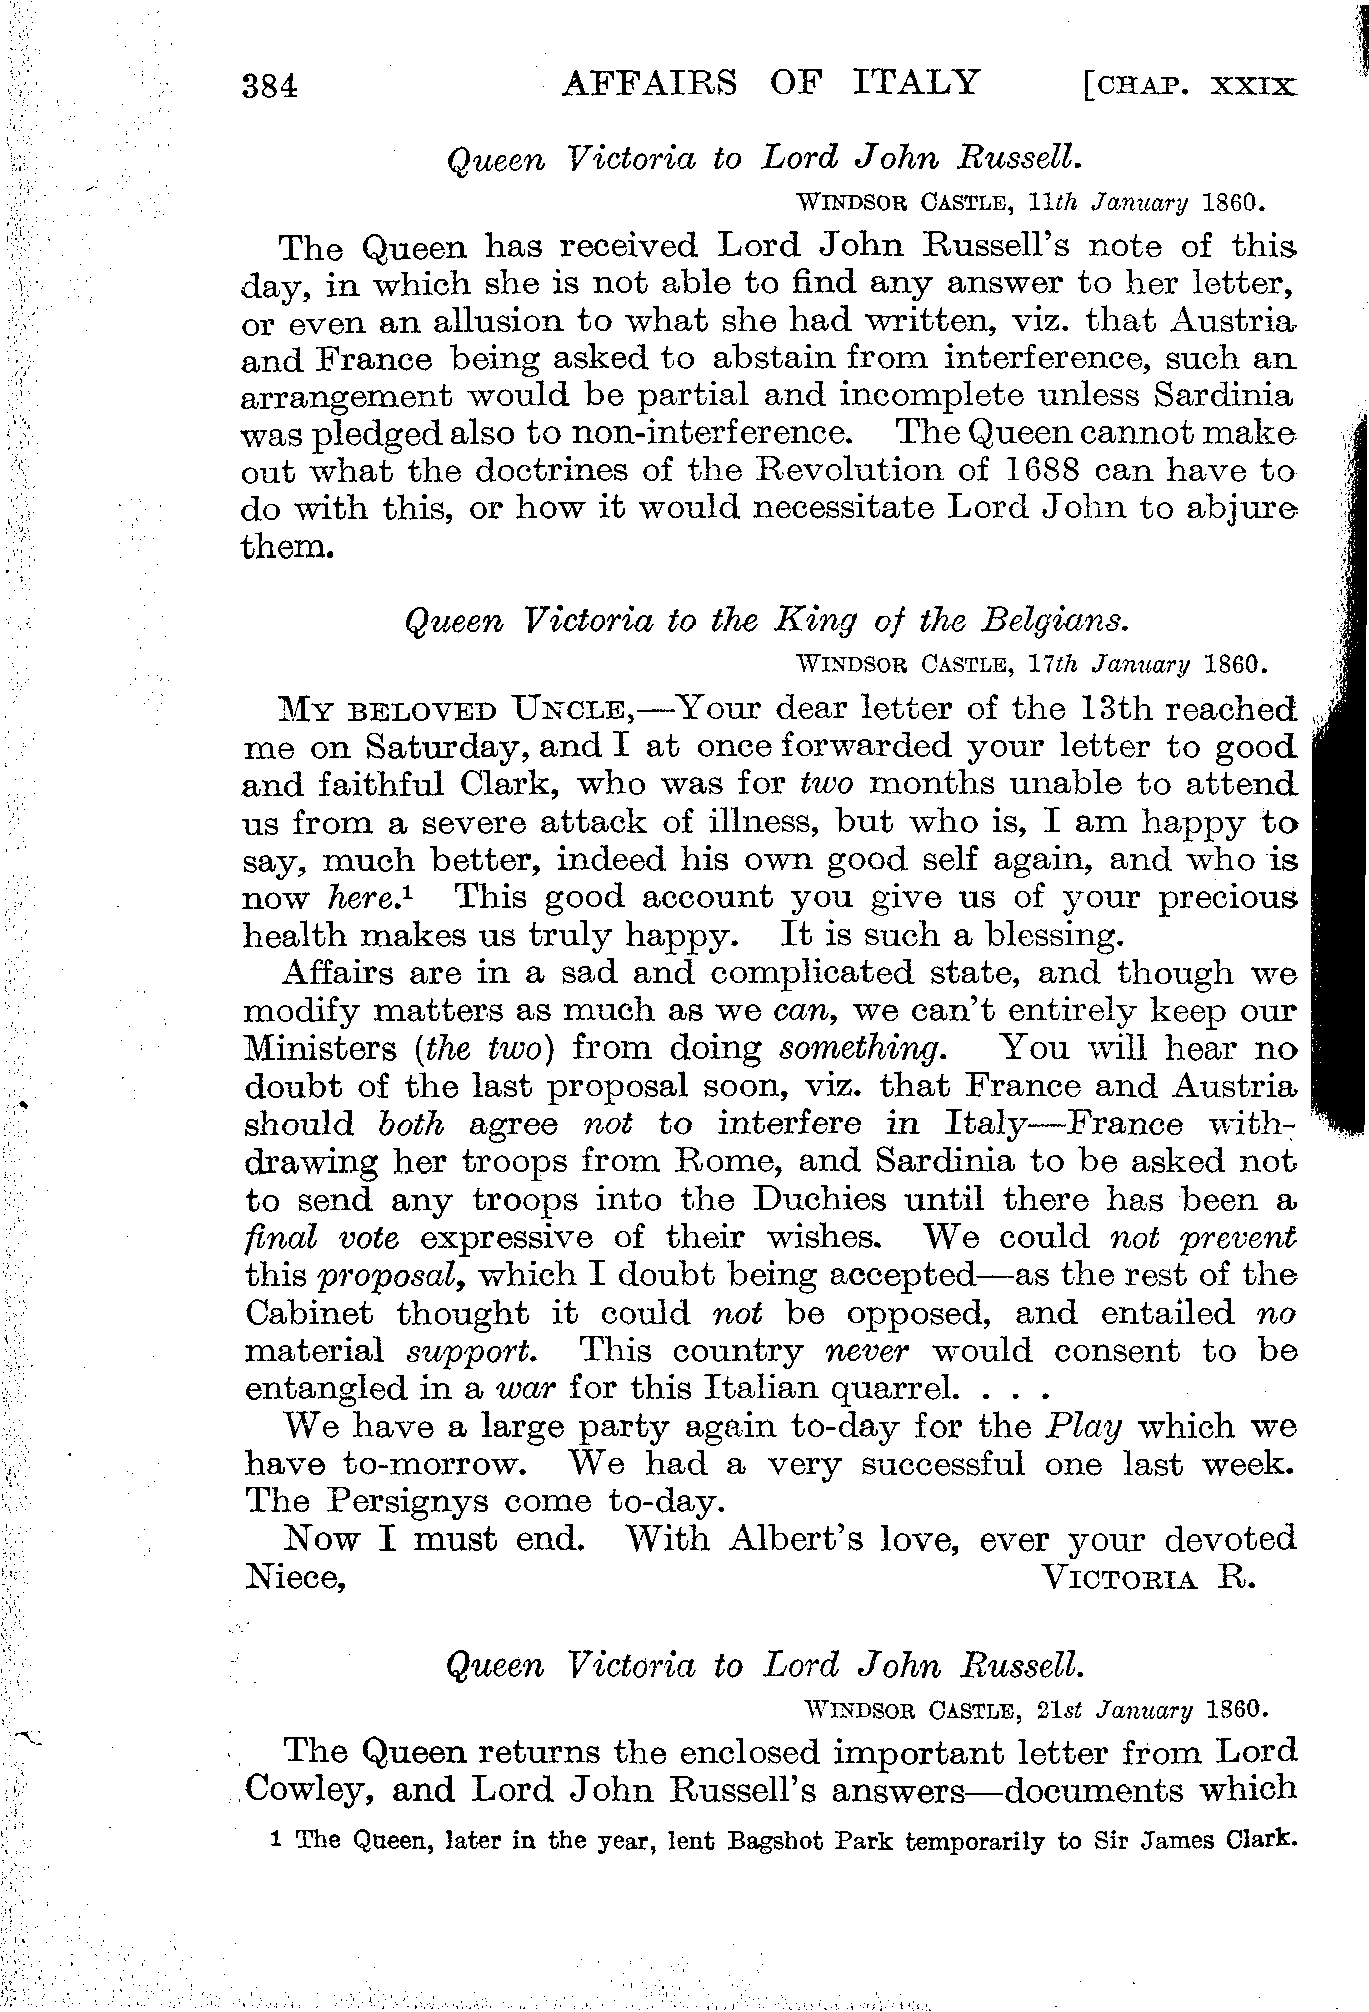 384 AFFAIRS OF ITALY [CHAP. XXIX
Queen Victoria to Lord John Russell.
WINDSOR CASTLE, 11th January 1860.
The Queen has received Lord John Russell's note of this
day, in which she is not able to find any answer to her letter,
or even an allusion to what she had written, viz. that Austria
and France being asked to abstain from interference, such an
arrangement would be partial and incomplete unless Sardinia
was pledged also to non-interference. The Queen cannot make
out what the doctrines of the Revolution of 1688 can have to
do with this, or how it would necessitate Lord John to abjure
them.
Queen Victoria to the King of the Belgians.
WINDSOR CASTLE, 17th January 1860.
MY BELOVED UNCLE,—Your dear letter of the 13th reached
me on Saturday, and I at once forwarded your letter to good
and faithful Clark, who was for two months unable to attend
us from a severe attack of illness, but who is, I am happy to
say, much better, indeed his own good self again, and who is
now here.¹ This good account you give us of your precious
health makes us truly happy. It is such a blessing.
Affairs are in a sad and complicated state, and though we
modify matters as much as we can, we can't entirely keep our
Ministers (the two) from doing something. You will hear no
doubt of the last proposal soon, viz. that France and Austria
should both agree not to interfere in Italy—France with-
drawing her troops from Rome, and Sardinia to be asked not
to send any troops into the Duchies until there has been a
final vote expressive of their wishes. We could not prevent
this proposal, which I doubt being accepted—as the rest of the
Cabinet thought it could not be opposed, and entailed no
material support. This country never would consent to be
entangled in a war for this Italian quarrel. . . .
We have a large party again to-day for the Play which we
have to-morrow. We had a very successful one last week.
The Persignys come to-day.
Now I must end. With Albert's love, ever your devoted
Niece, VICTORIA R.
Queen Victoria to Lord John Russell.
WINDSOR CASTLE, 21st January 1860.
The Queen returns the enclosed important letter from Lord
Cowley, and Lord John Russell's answers—documents which
1 The Queen, later in the year, lent Bagshot Park temporarily to Sir James Clark.